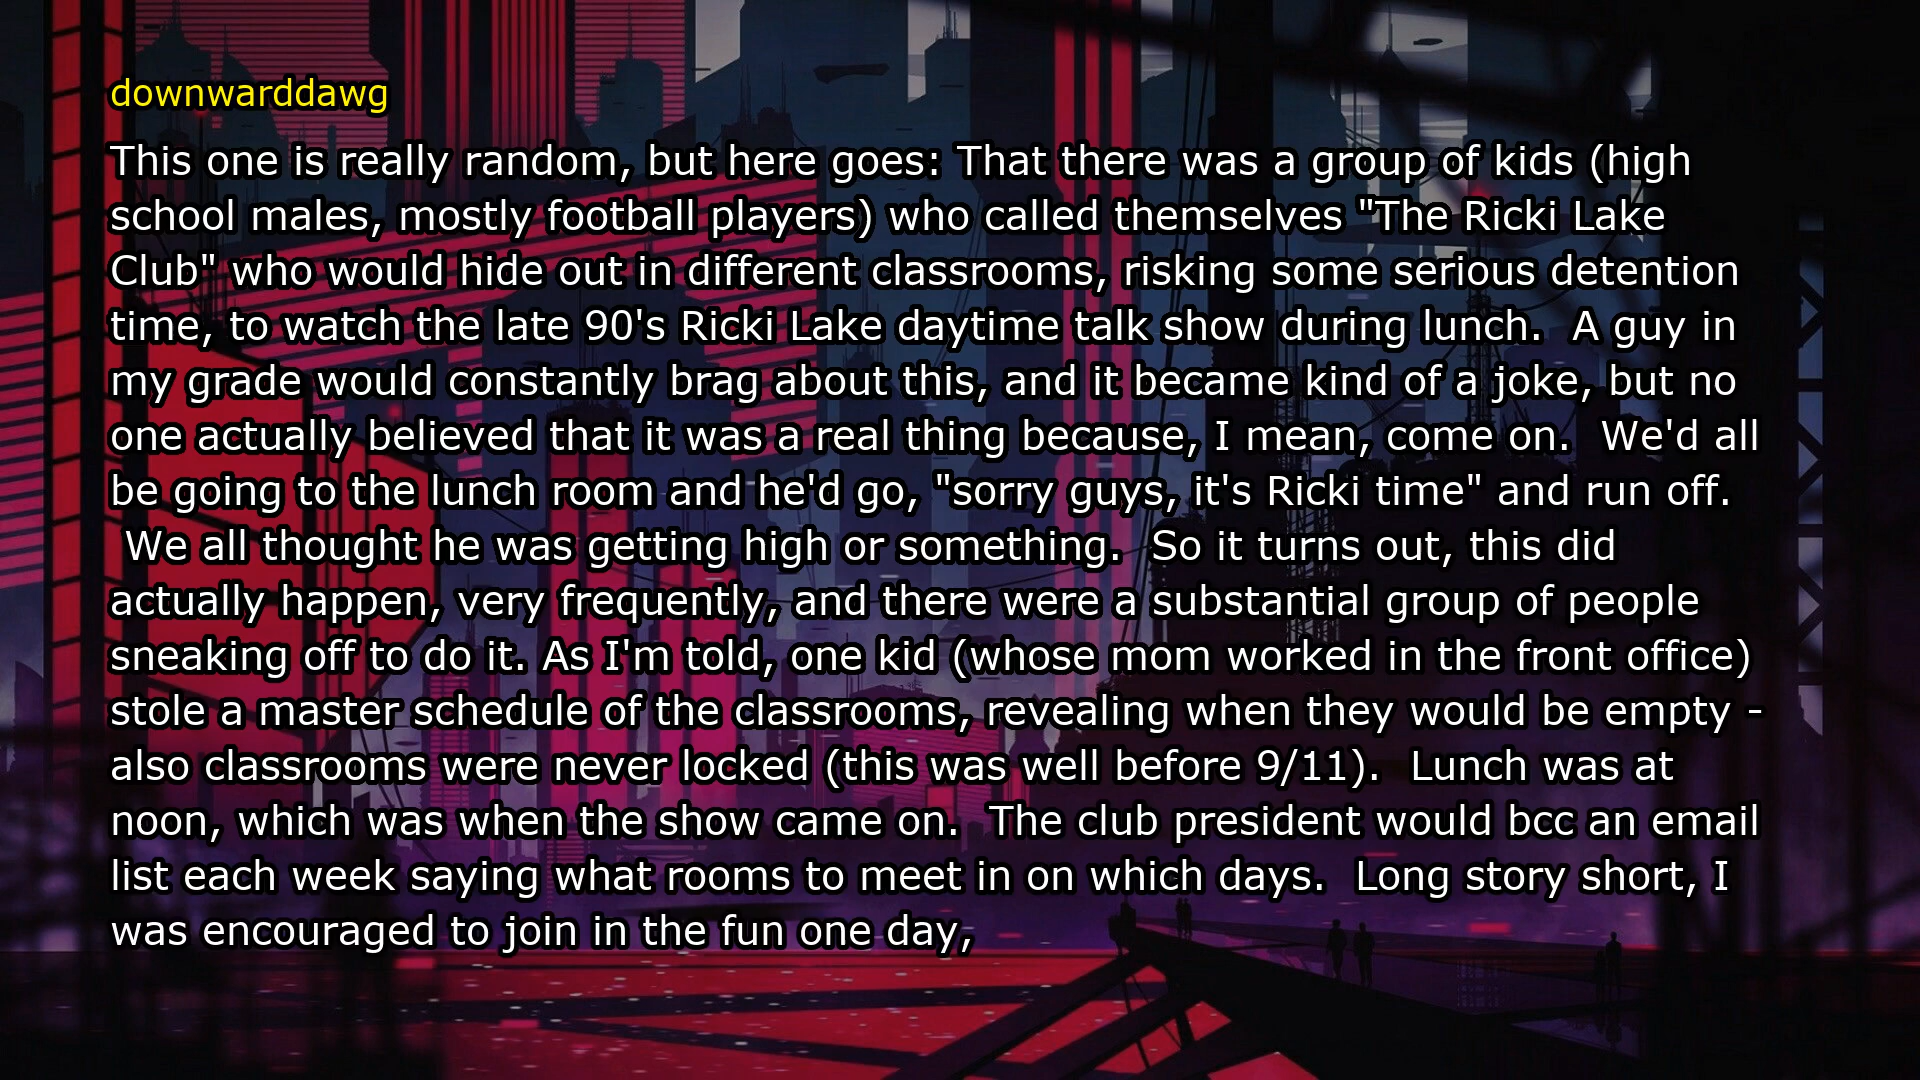 downwarddawg
This one is really random, but here goes: That there was a group of kids (high
school males, mostly football players) who called themselves "The Ricki Lake
Club" who would hide out in different classrooms, risking some serious detention
time, to watch the late 90's Ricki Lake daytime talk show during lunch.  A guy in
my grade would constantly brag about this, and it became kind of a joke, but no
one actually believed that it was a real thing because, I mean, come on.  We'd all
be going to the lunch room and he'd go, "sorry guys, it's Ricki time" and run off.
We all thought he was getting high or something.  So it turns out, this did
actually happen, very frequently, and there were a substantial group of people
sneaking off to do it. As I'm told, one kid (whose mom worked in the front office)
stole a master schedule of the classrooms, revealing when they would be empty -
also classrooms were never locked (this was well before 9/11).  Lunch was at
noon, which was when the show came on.  The club president would bcc an email
list each week saying what rooms to meet in on which days.  Long story short, I
was encouraged to join in the fun one day,